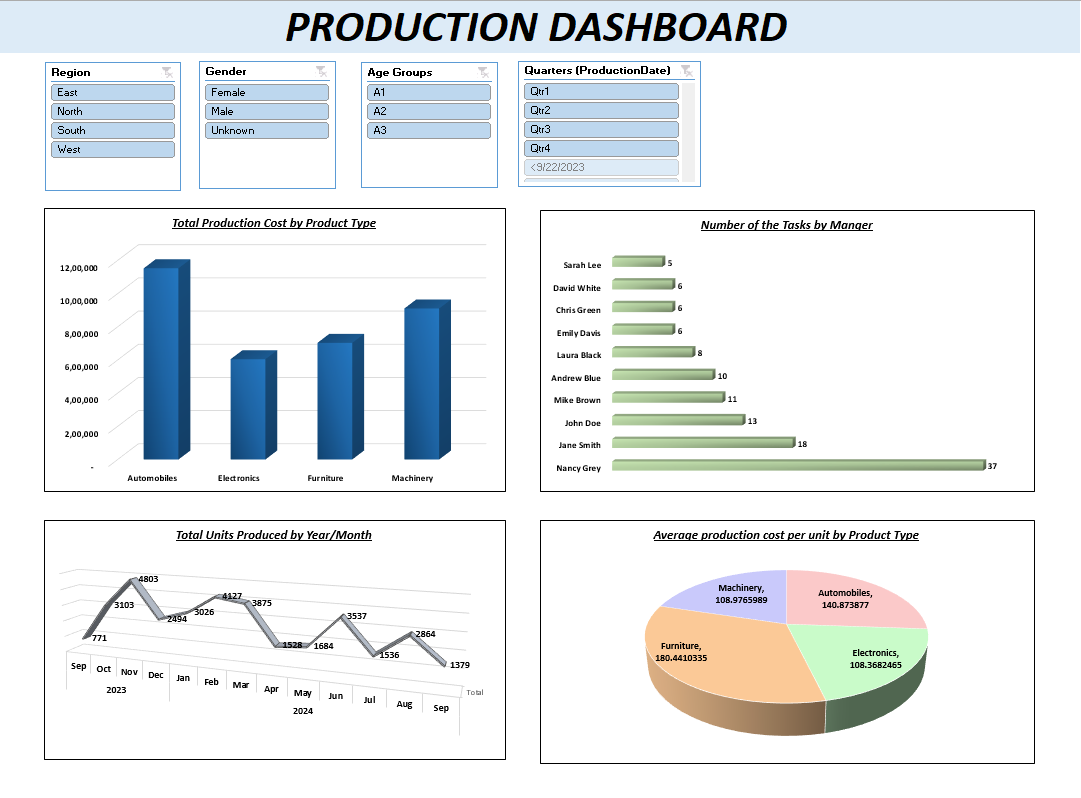 PRODUCTION DASHBOARD
Region
East
North
South
West
Gender
Female
Male
Unknown
Age Groups
A1
A2
A3
Quarters (ProductionDate)
Qtr1
Qtr2
Qtr3
Qtr4
<9/22/2023
Total Production Cost by Product Type
12,00,000
10,00,000
8,00,000
6,00,000
4,00,000
2,00,000
-
Automobiles Electronics Furniture Machinery
Number of the Tasks by Manger
Sarah Lee 5
David White 6
Chris Green 6
Emily Davis 6
Laura Black 8
Andrew Blue 10
Mike Brown 11
John Doe 13
Jane Smith 18
Nancy Grey 37
Total Units Produced by Year/Month
771 3103 4803 2494 3026 4127 3875 1528 1684 3537 1536 2864 1379
Sep Oct Nov Dec Jan Feb Mar Apr May Jun Jul Aug Sep
2023 2024
Total
Average production cost per unit by Product Type
Machinery,
108.9765989
Automobiles,
140.873877
Furniture,
180.4410335
Electronics,
108.3682465